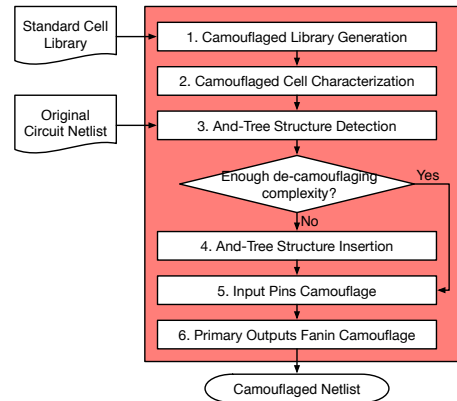 Standard Cell
Library
1. Camouflaged Library Generation
2. Camouflaged Cell Characterization
Original
Circuit Netlist
3. And-Tree Structure Detection
Enough de-camouflaging
complexity?
Yes
No
4. And-Tree Structure Insertion
5. Input Pins Camouflage
6. Primary Outputs Fanin Camouflage
Camouflaged Netlist